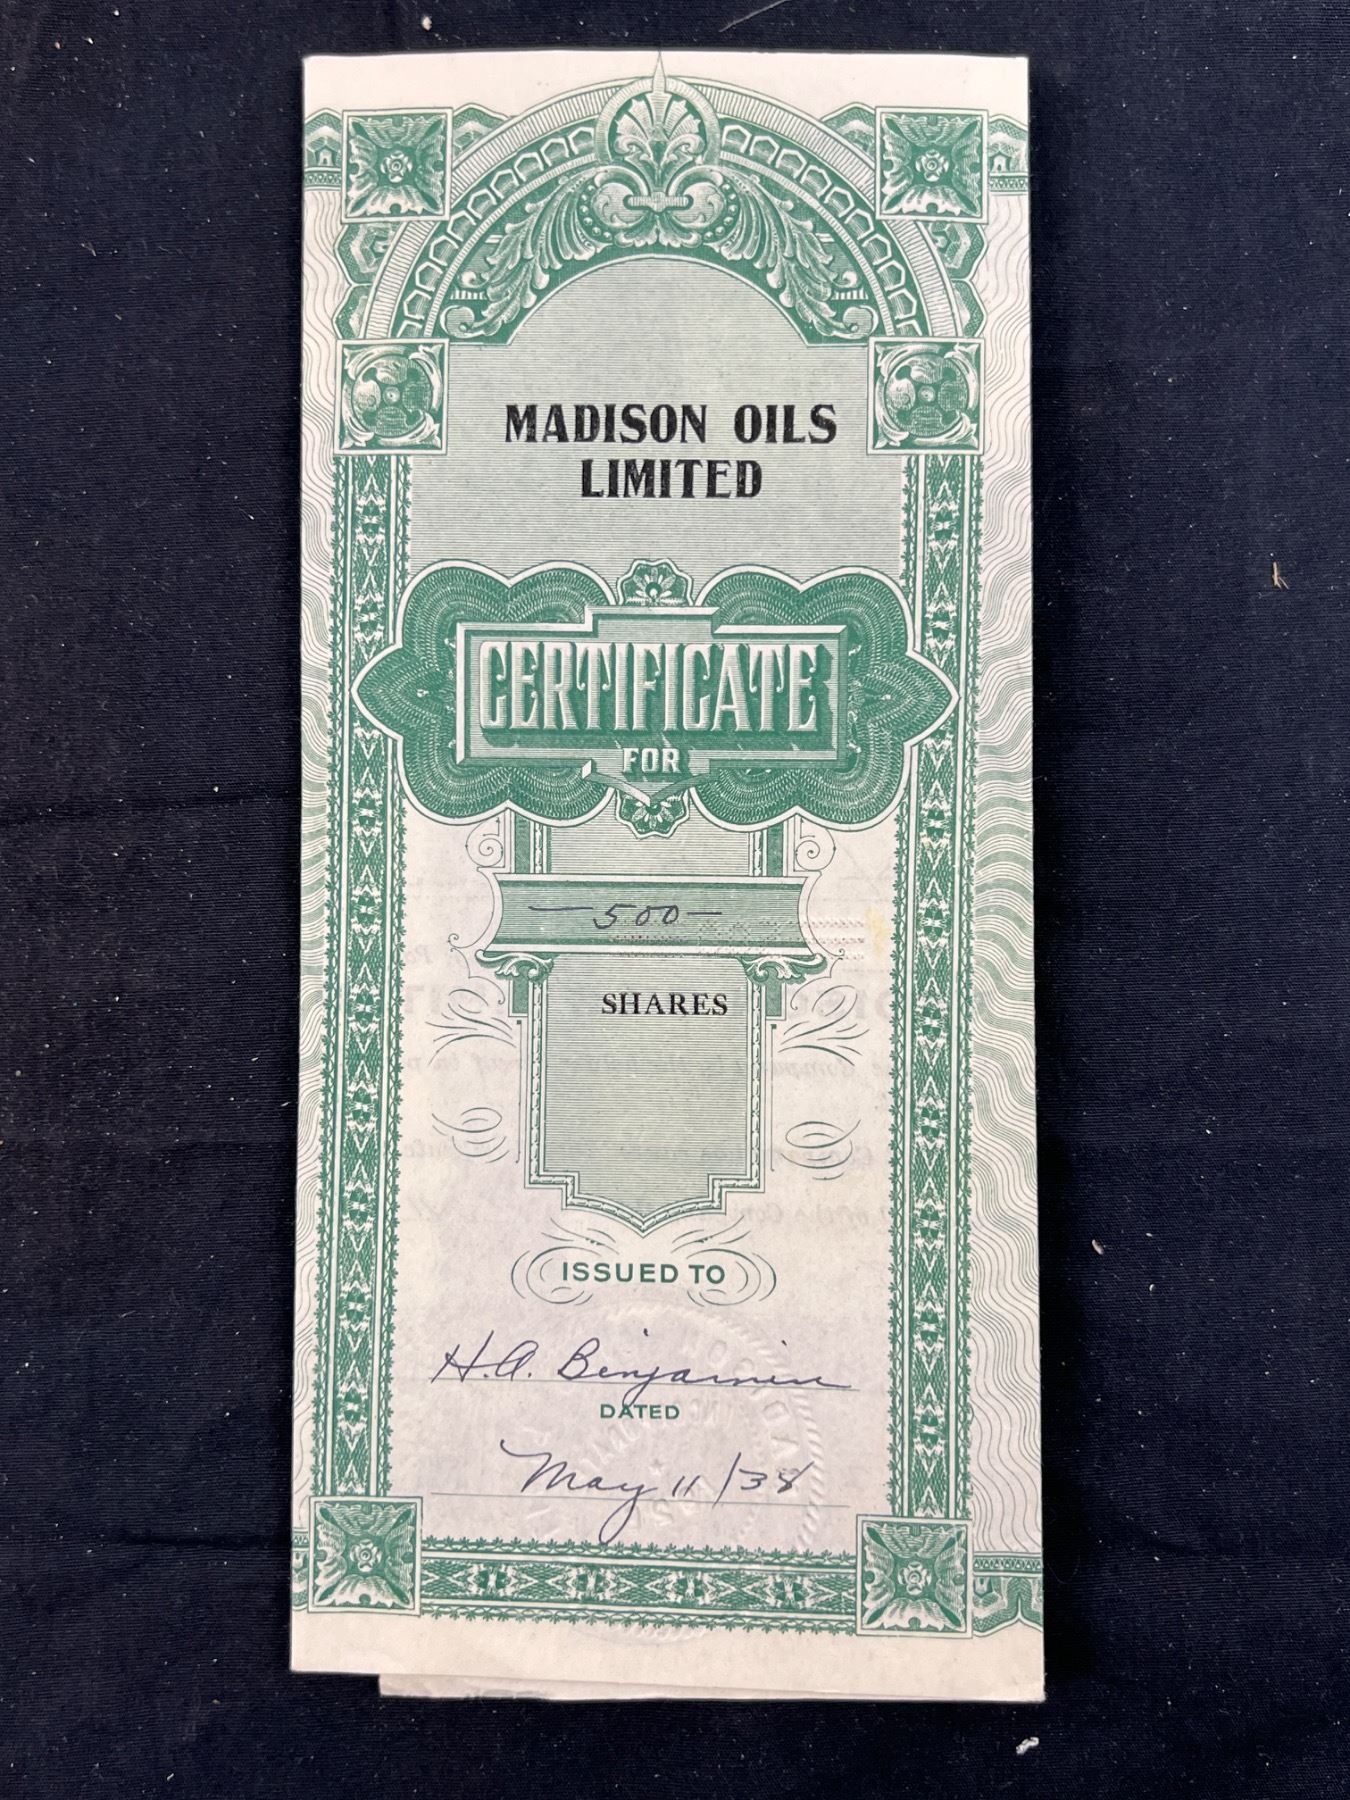 MADISON OILS
LIMITED
CERTIFICATE
FOR
—500—
SHARES
ISSUED TO
H.A. Benjamin
DATED
May 11/38